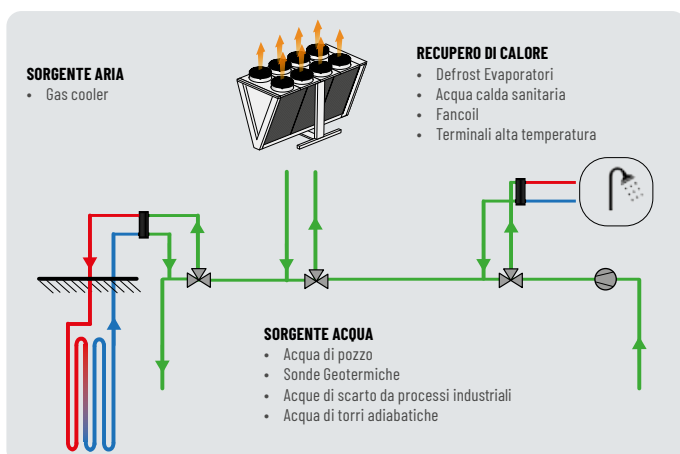 SORGENTE ARIA
• Gas cooler
RECUPERO DI CALORE
• Defrost Evaporatori
• Acqua calda sanitaria
• Fancoil
• Terminali alta temperatura
SORGENTE ACQUA
• Acqua di pozzo
• Sonde Geotermiche
• Acque di scarto da processi industriali
• Acqua di torri adiabatiche